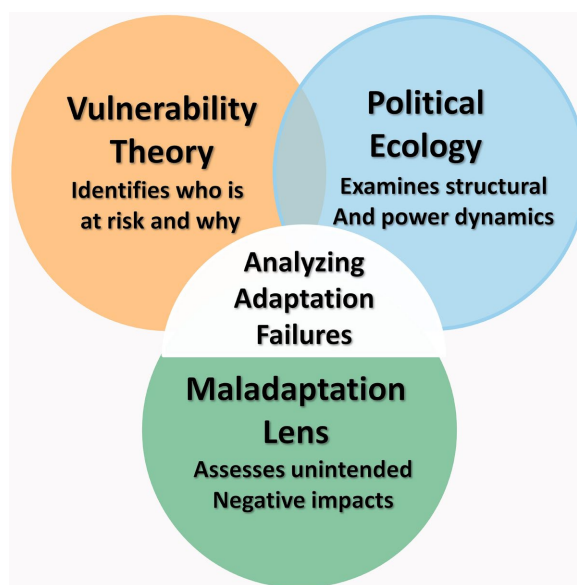 Vulnerability
Theory
Identifies who is
at risk and why
Political
Ecology
Examines structural
And power dynamics
Analyzing
Adaptation
Failures
Maladaptation
Lens
Assesses unintended
Negative impacts